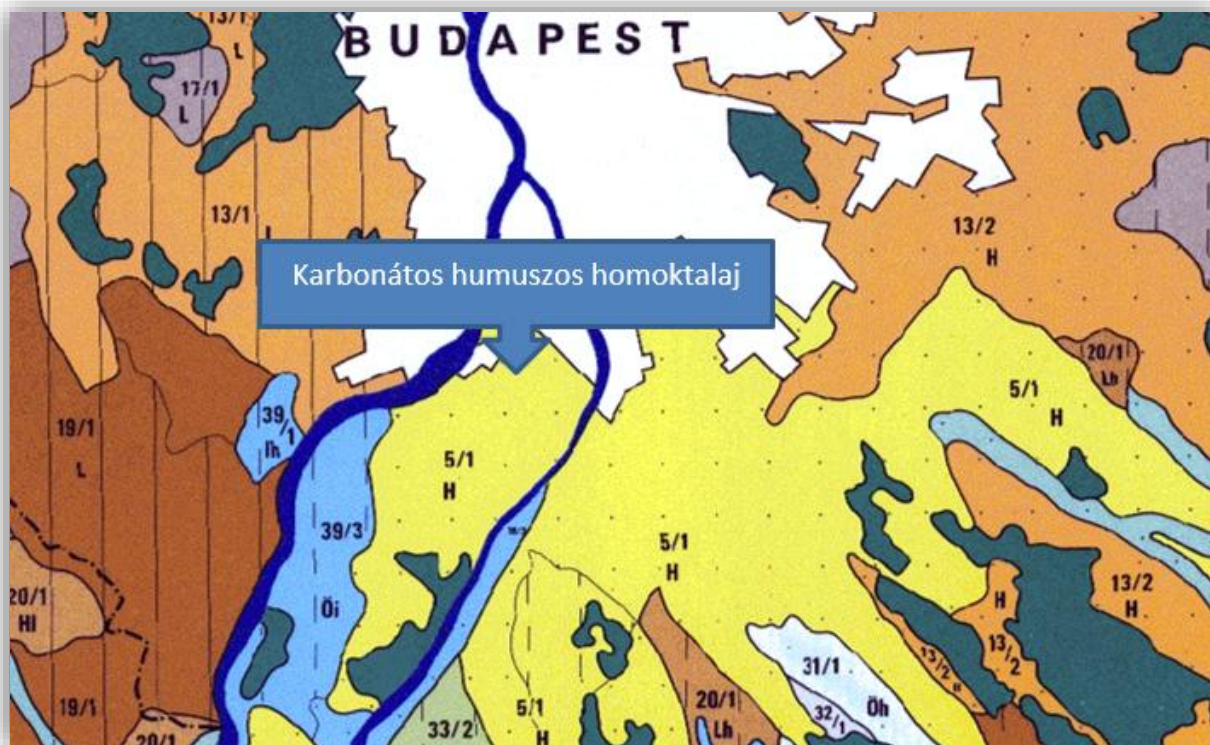 13/1
L
BUDAPEST
17/1
L
13/1
L
13/2
H
Karbonátos humuszos homoktalaj
20/1
Lh
5/1
H
39/1
Ih
19/1
L
5/1
H
39/3
Öi
5/1
H
13/2
H
20/1
Hl
H
13/2
13/2
H
31/1
Öh
32/1
20/1
Lh
5/1
H
33/2
19/1
20/1